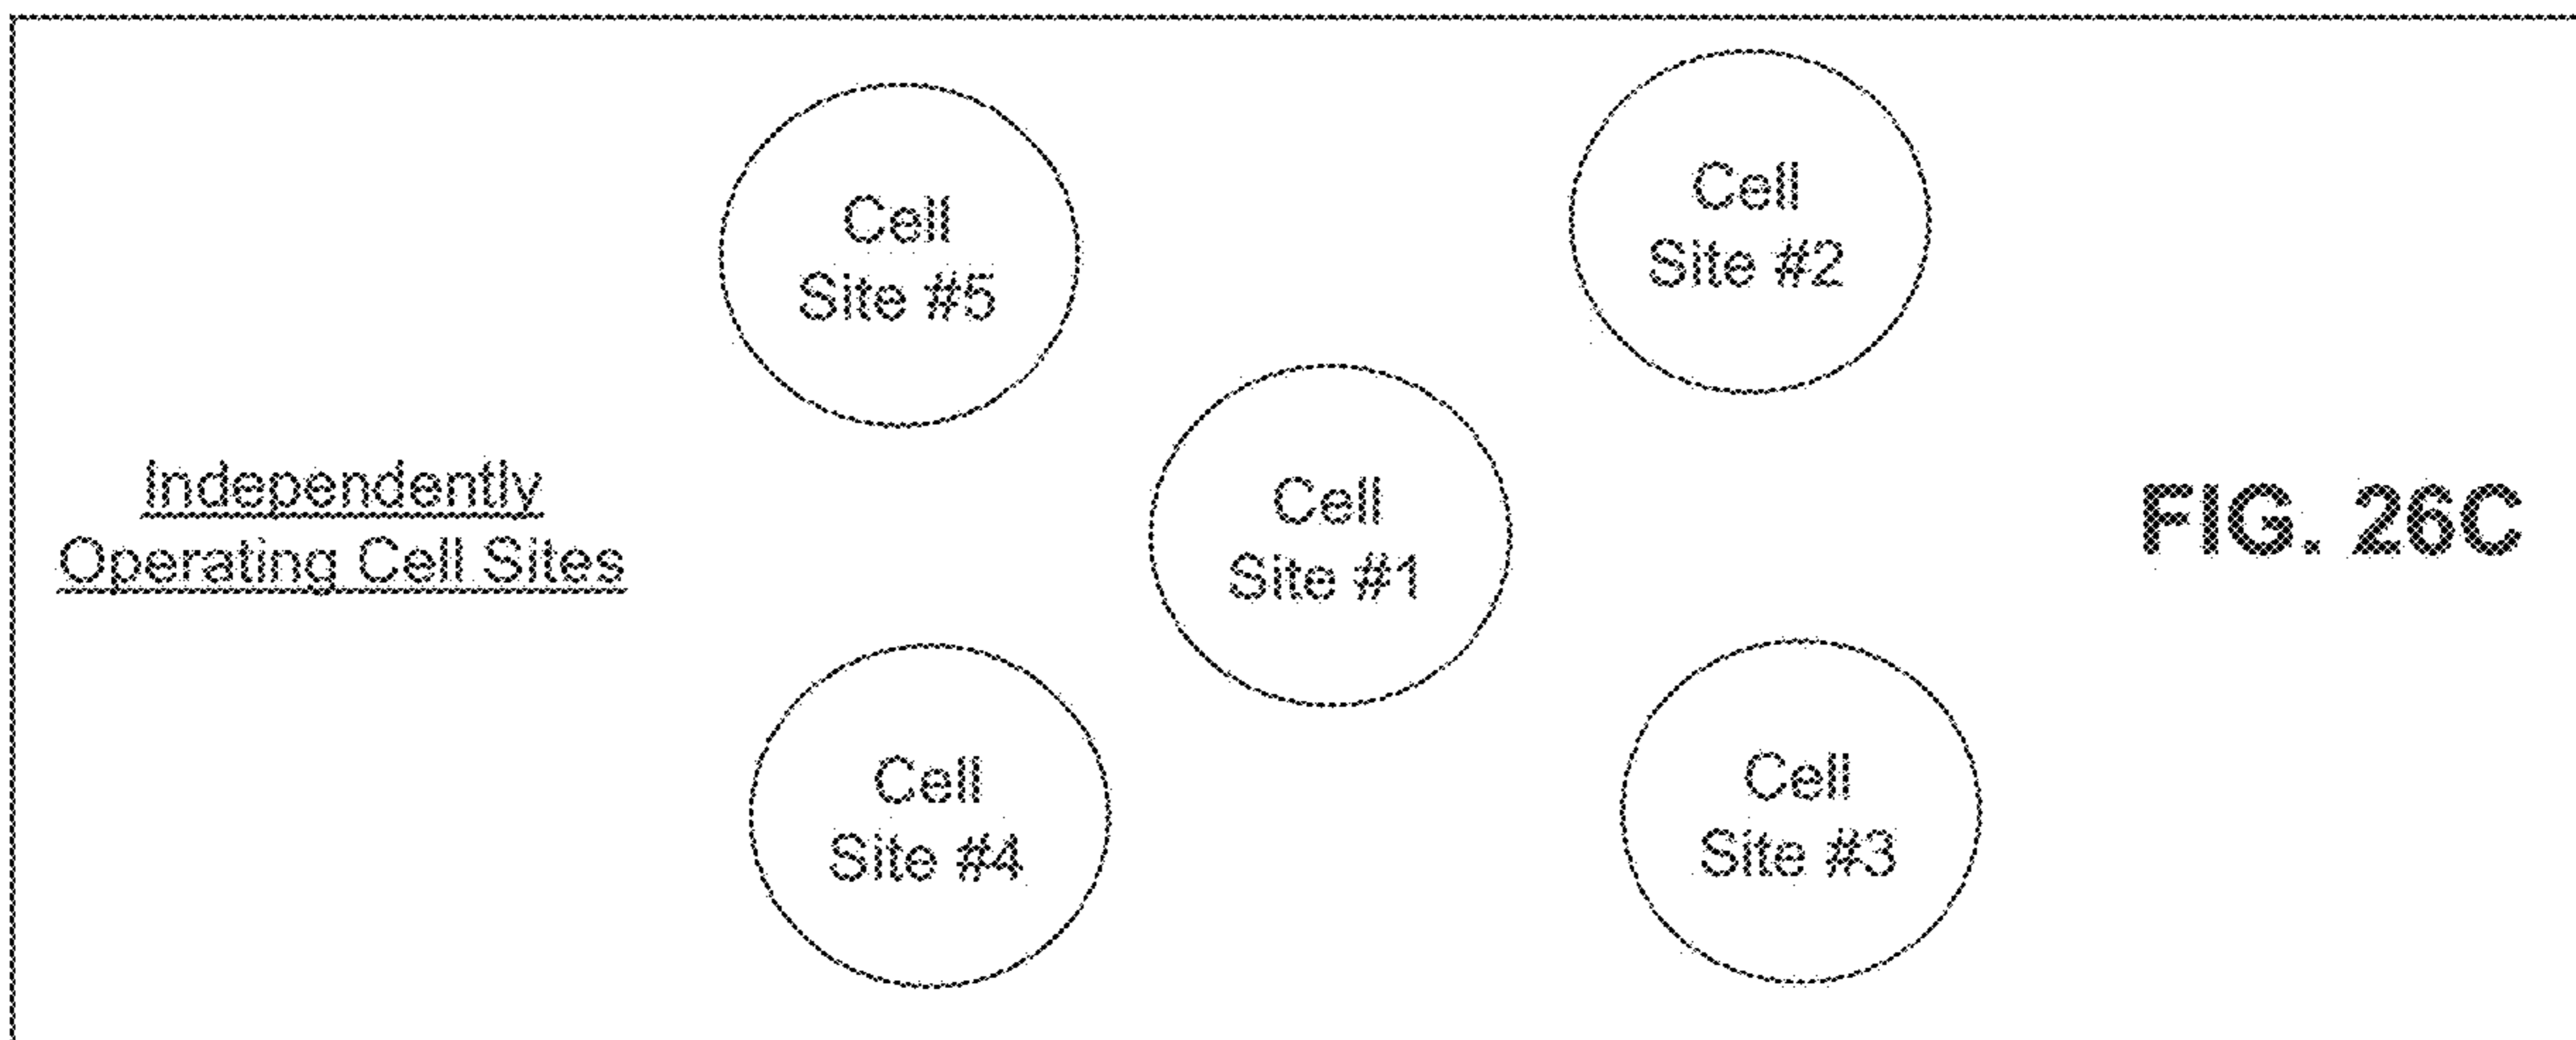 Cell
Site #5
Cell
Site #2
Independently
Operating Cell Sites
Cell
Site #1
FIG. 26C
Cell
Site #4
Cell
Site #3